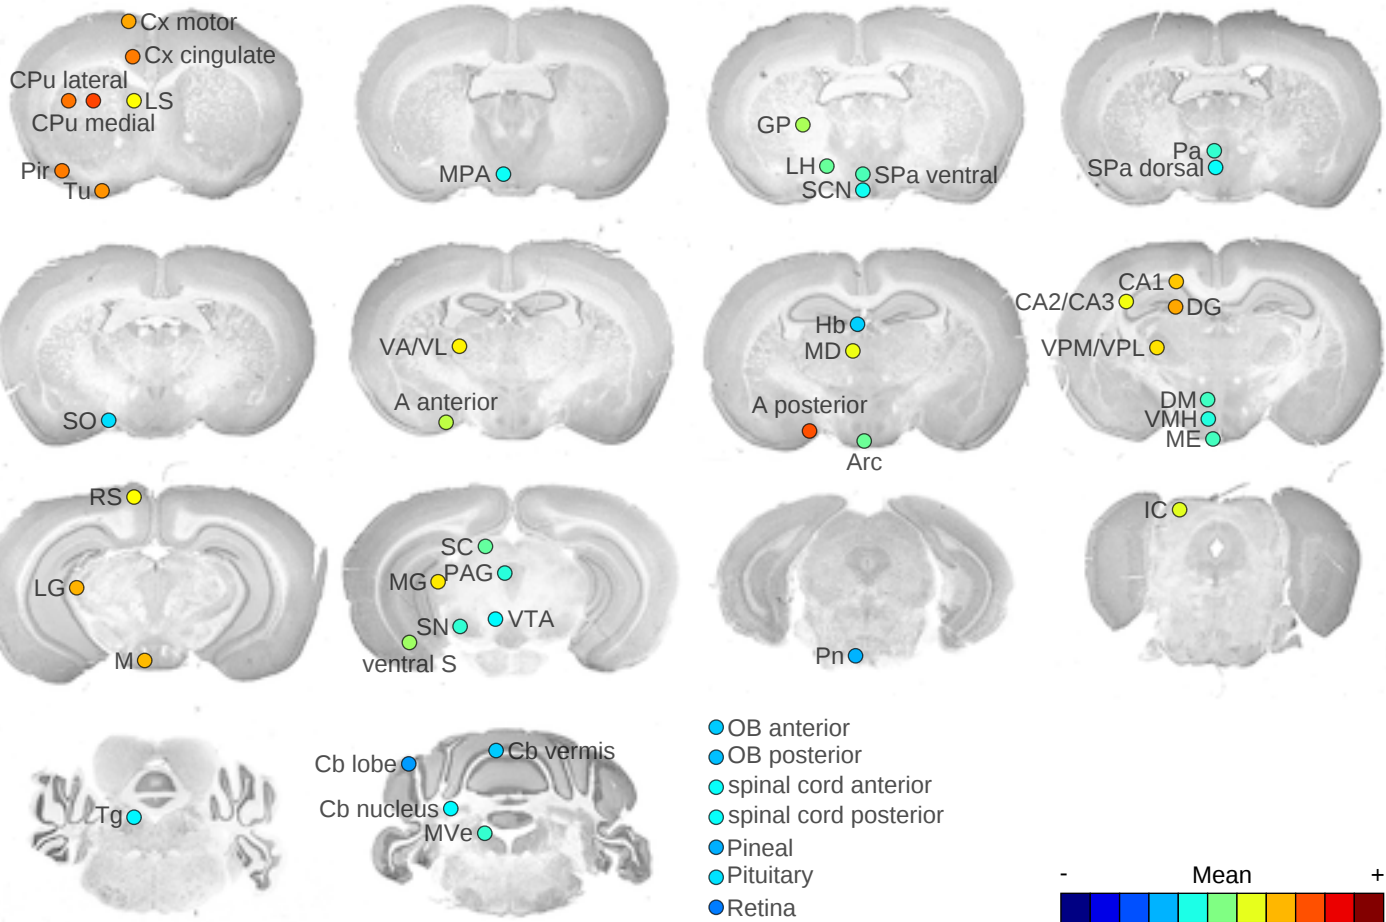 Cx motor
Cx cingulate
CPu lateral
LS
CPu medial
Pir
Tu
MPA
GP
LH
SPa ventral
SCN
Pa
SPa dorsal
SO
VA/VL
A anterior
Hb
MD
A posterior
Arc
CA1
CA2/CA3
DG
VPM/VPL
DM
VMH
ME
RS
LG
M
SC
MG
PAG
SN
VTA
ventral S
Pn
IC
Tg
Cb lobe
Cb vermis
Cb nucleus
MVe
OB anterior
OB posterior
spinal cord anterior
spinal cord posterior
Pineal
Pituitary
Retina
- Mean +